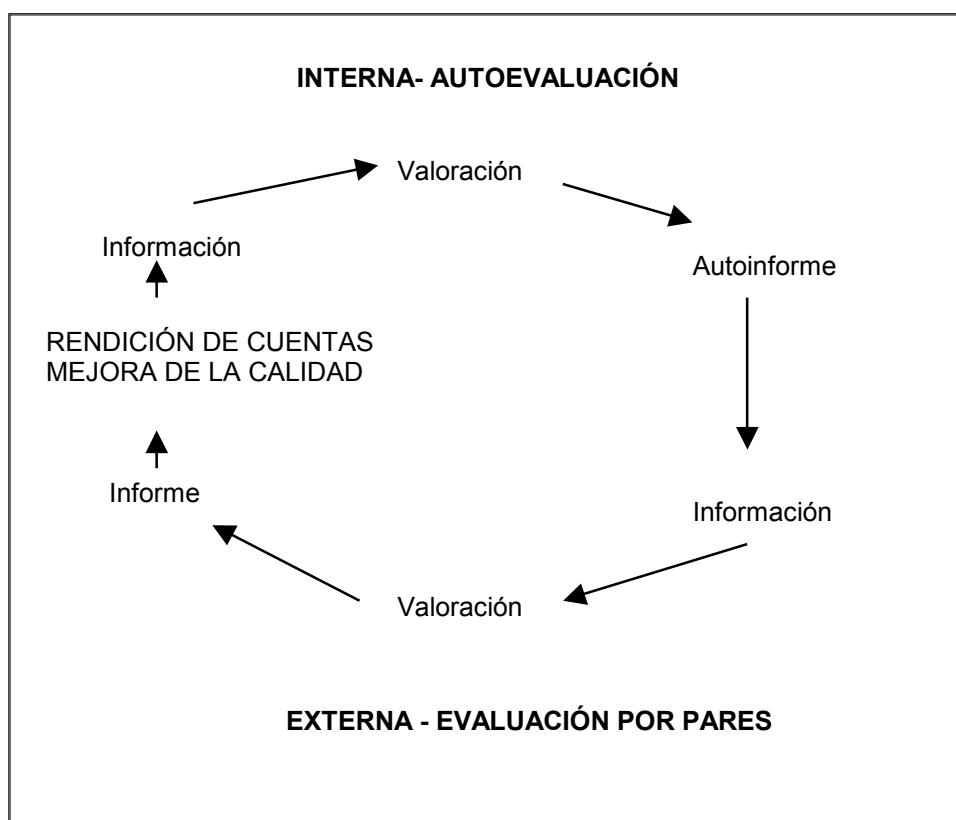 INTERNA- AUTOEVALUACIÓN
Valoración
Información
Autoinforme
RENDICIÓN DE CUENTAS
MEJORA DE LA CALIDAD
Informe
Información
Valoración
EXTERNA - EVALUACIÓN POR PARES